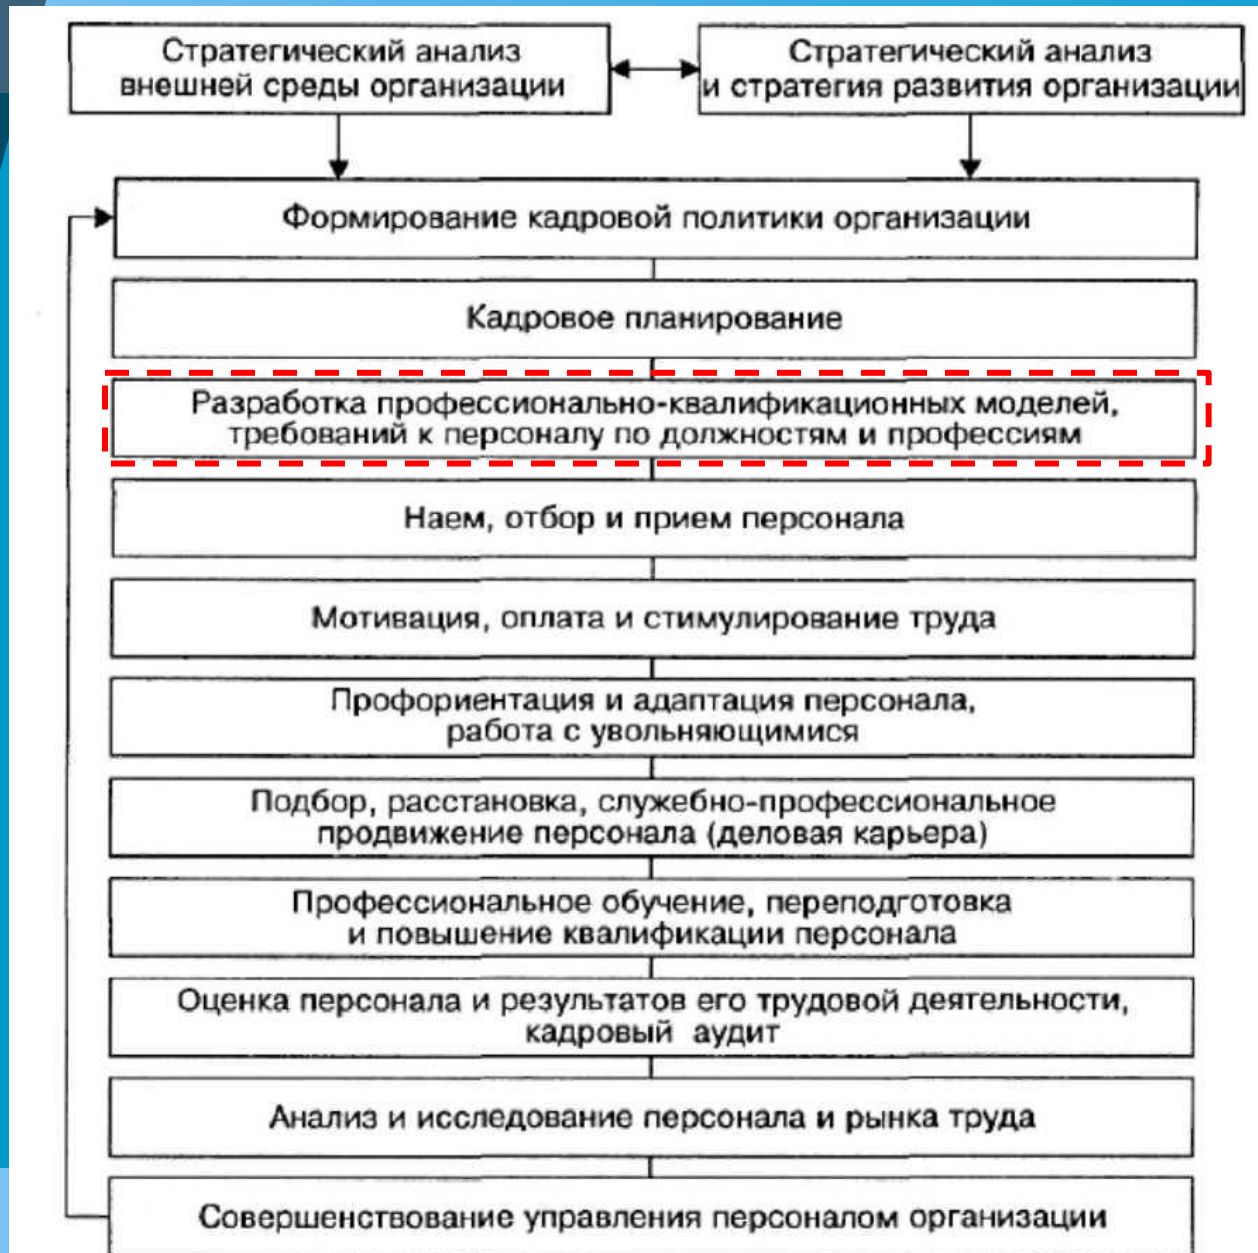 Стратегический анализ
внешней среды организации
Стратегический анализ
и стратегия развития организации
Формирование кадровой политики организации
Кадровое планирование
Разработка профессионально-квалификационных моделей,
требований к персоналу по должностям и профессиям
Наем, отбор и прием персонала
Мотивация, оплата и стимулирование труда
Профориентация и адаптация персонала,
работа с увольняющимися
Подбор, расстановка, служебно-профессиональное
продвижение персонала (деловая карьера)
Профессиональное обучение, переподготовка
и повышение квалификации персонала
Оценка персонала и результатов его трудовой деятельности,
кадровый аудит
Анализ и исследование персонала и рынка труда
Совершенствование управления персоналом организации